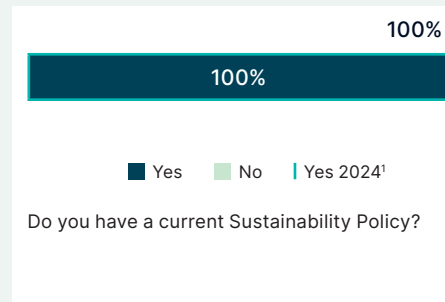 100%
100%
Yes No Yes 2024¹
Do you have a current Sustainability Policy?